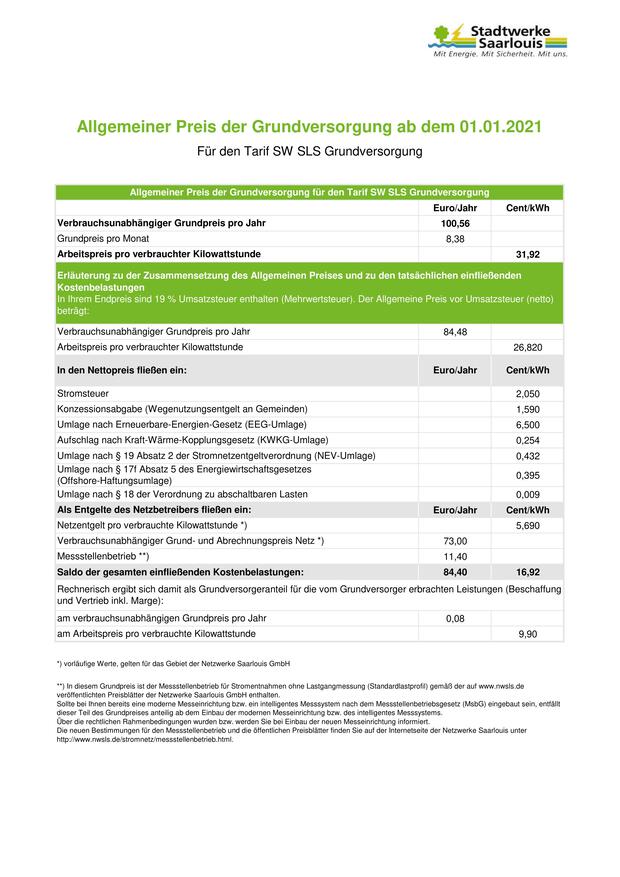 Stadtwerke
Saarlouis
Mit Energie. Mit Sicherheit. Mit uns.
Allgemeiner Preis der Grundversorgung ab dem 01.01.2021
Für den Tarif SW SLS Grundversorgung
Allgemeiner Preis der Grundversorgung für den Tarif SW SLS Grundversorgung
Euro/Jahr Cent/kWh
Verbrauchsunabhängiger Grundpreis pro Jahr 100,56
Grundpreis pro Monat 8,38
Arbeitspreis pro verbrauchter Kilowattstunde 31,92
Erläuterung zu der Zusammensetzung des Allgemeinen Preises und zu den tatsächlichen einfließenden
Kostenbelastungen
In Ihrem Endpreis sind 19 % Umsatzsteuer enthalten (Mehrwertsteuer). Der Allgemeine Preis vor Umsatzsteuer (netto)
beträgt:
Verbrauchsunabhängiger Grundpreis pro Jahr 84,48
Arbeitspreis pro verbrauchter Kilowattstunde 26,820
In den Nettopreis fließen ein: Euro/Jahr Cent/kWh
Stromsteuer 2,050
Konzessionsabgabe (Wegenutzungsentgelt an Gemeinden) 1,590
Umlage nach Erneuerbare-Energien-Gesetz (EEG-Umlage) 6,500
Aufschlag nach Kraft-Wärme-Kopplungsgesetz (KWKG-Umlage) 0,254
Umlage nach § 19 Absatz 2 der Stromnetzentgeltverordnung (NEV-Umlage) 0,432
Umlage nach § 17f Absatz 5 des Energiewirtschaftsgesetzes
(Offshore-Haftungsumlage) 0,395
Umlage nach § 18 der Verordnung zu abschaltbaren Lasten 0,009
Als Entgelte des Netzbetreibers fließen ein: Euro/Jahr Cent/kWh
Netzentgelt pro verbrauchte Kilowattstunde *) 5,690
Verbrauchsunabhängiger Grund- und Abrechnungspreis Netz *) 73,00
Messstellenbetrieb **) 11,40
Saldo der gesamten einfließenden Kostenbelastungen: 84,40 16,92
Rechnerisch ergibt sich damit als Grundversorgeranteil für die vom Grundversorger erbrachten Leistungen (Beschaffung
und Vertrieb inkl. Marge):
am verbrauchsunabhängigen Grundpreis pro Jahr 0,08
am Arbeitspreis pro verbrauchte Kilowattstunde 9,90
*) vorläufige Werte, gelten für das Gebiet der Netzwerke Saarlouis GmbH
**) In diesem Grundpreis ist der Messstellenbetrieb für Stromentnahmen ohne Lastgangmessung (Standardlastprofil) gemäß der auf www.nwsls.de
veröffentlichten Preisblätter der Netzwerke Saarlouis GmbH enthalten.
Sollte bei Ihnen bereits eine moderne Messeinrichtung bzw. ein intelligentes Messsystem nach dem Messstellenbetriebsgesetz (MsbG) eingebaut sein, entfällt
dieser Teil des Grundpreises anteilig ab dem Einbau der modernen Messeinrichtung bzw. des intelligentes Messsystems.
Über die rechtlichen Rahmenbedingungen wurden bzw. werden Sie bei Einbau der neuen Messeinrichtung informiert.
Die neuen Bestimmungen für den Messstellenbetrieb und die öffentlichen Preisblätter finden Sie auf der Internetseite der Netzwerke Saarlouis unter
http://www.nwsls.de/stromnetz/messstellenbetrieb.html.